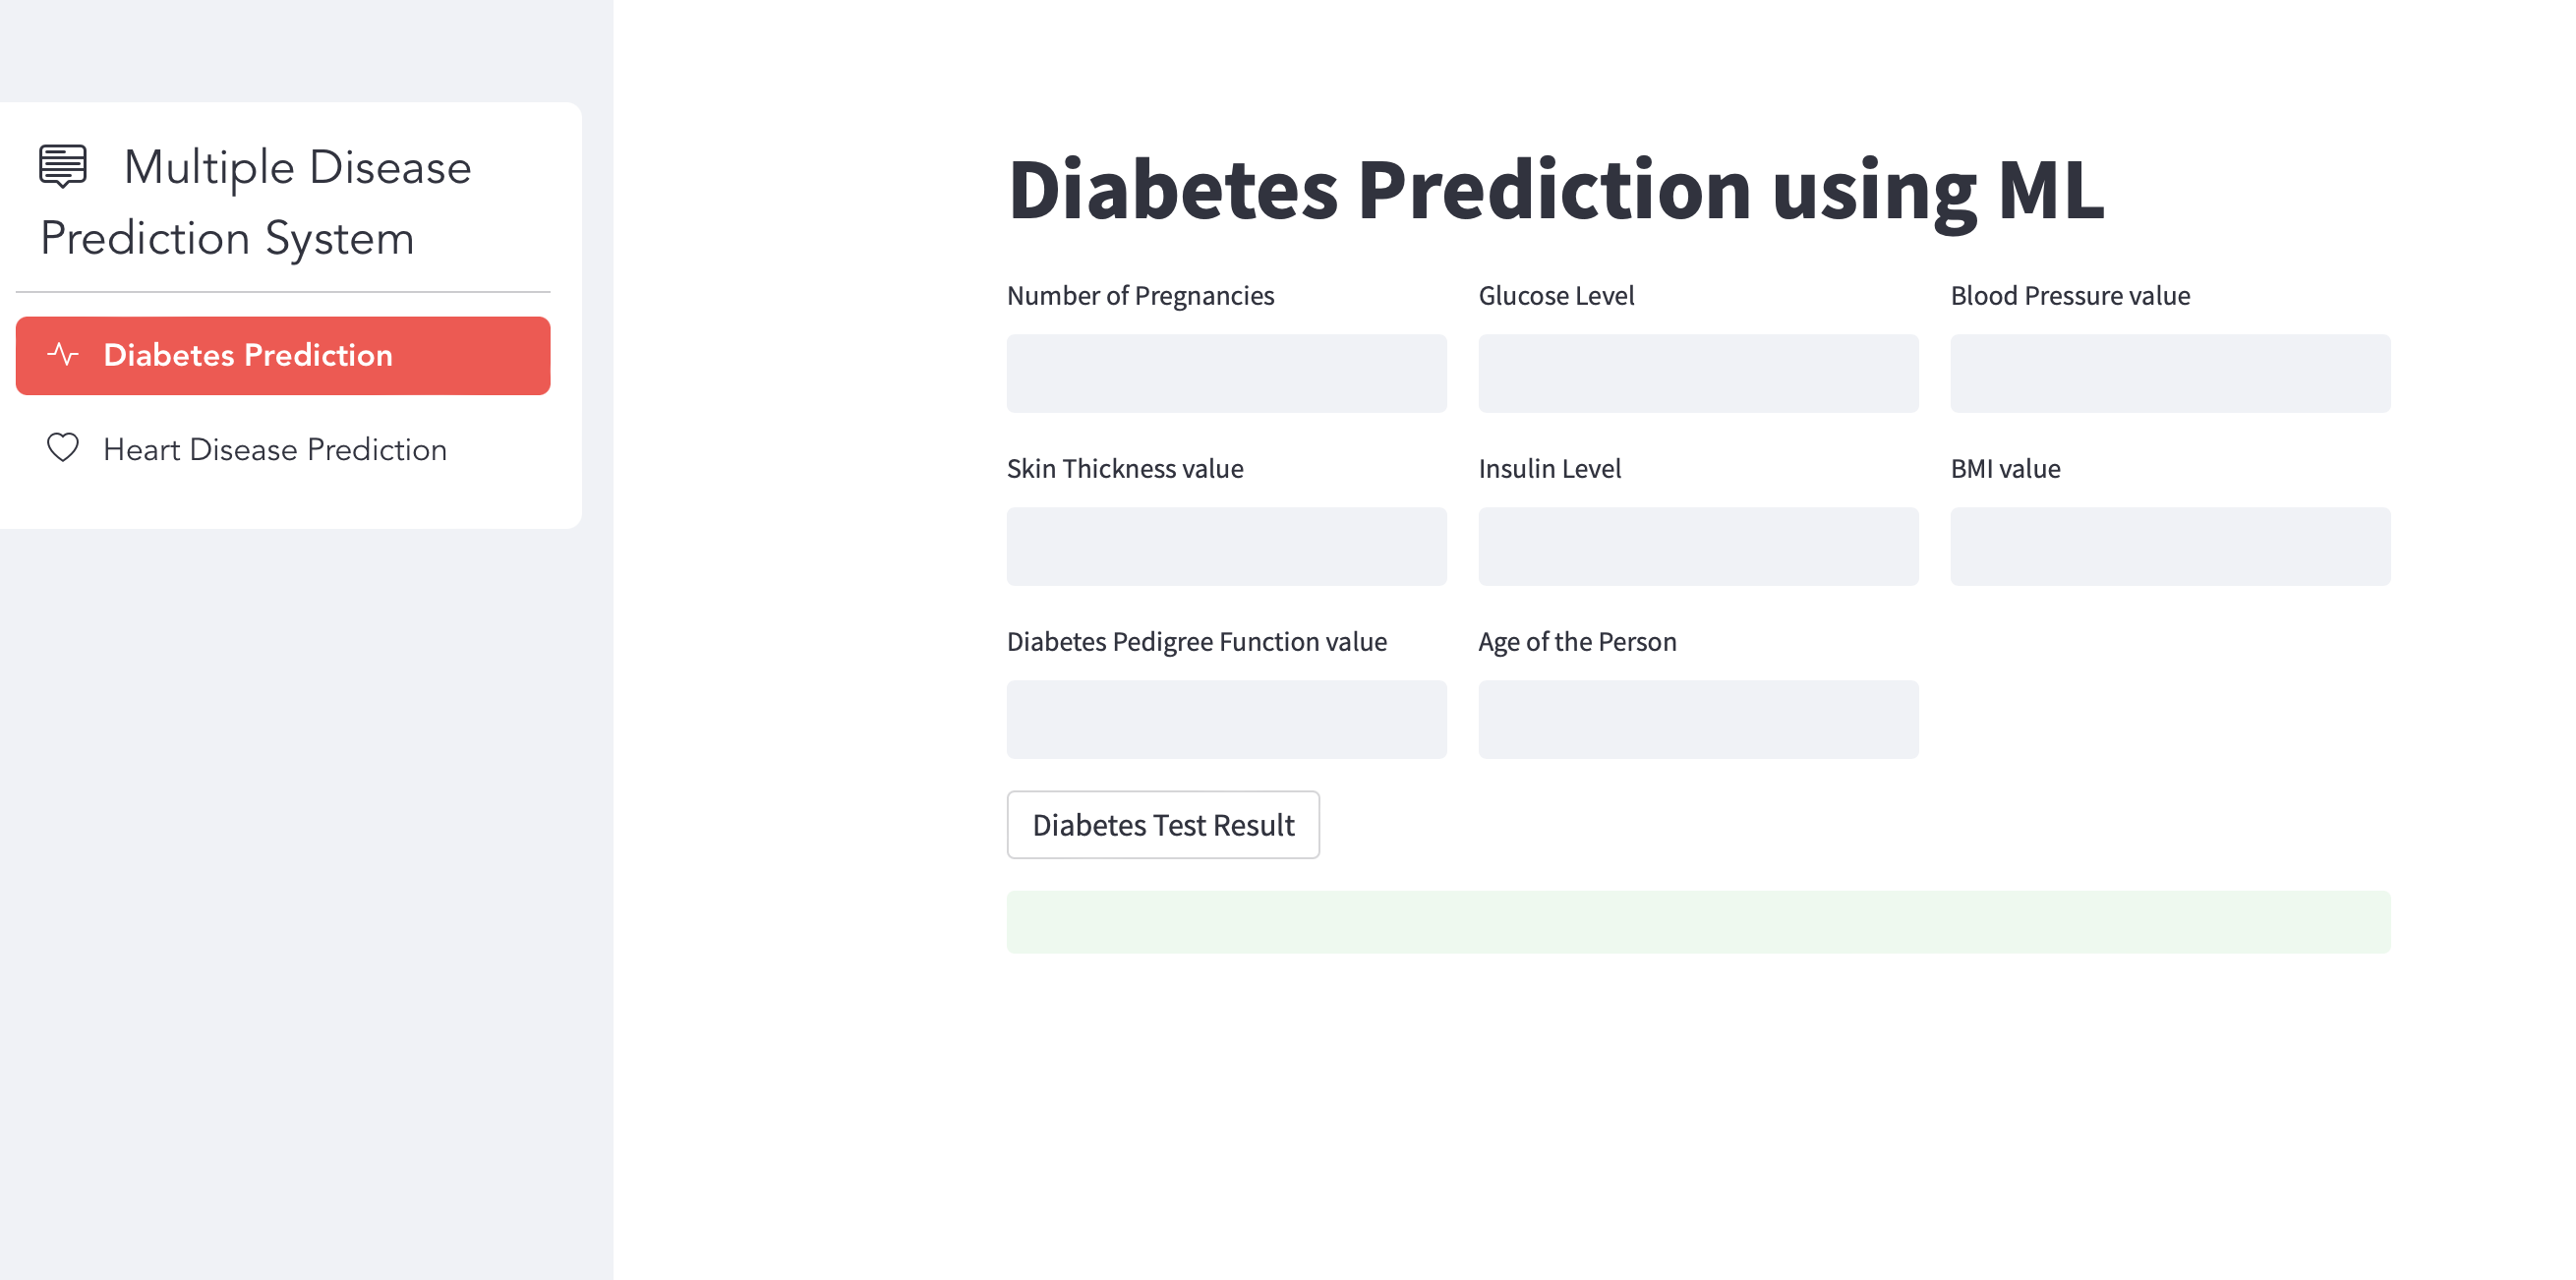 Multiple Disease
Prediction System
Diabetes Prediction
Heart Disease Prediction
Diabetes Prediction using ML
Number of Pregnancies
Glucose Level
Blood Pressure value
Skin Thickness value
Insulin Level
BMI value
Diabetes Pedigree Function value
Age of the Person
Diabetes Test Result